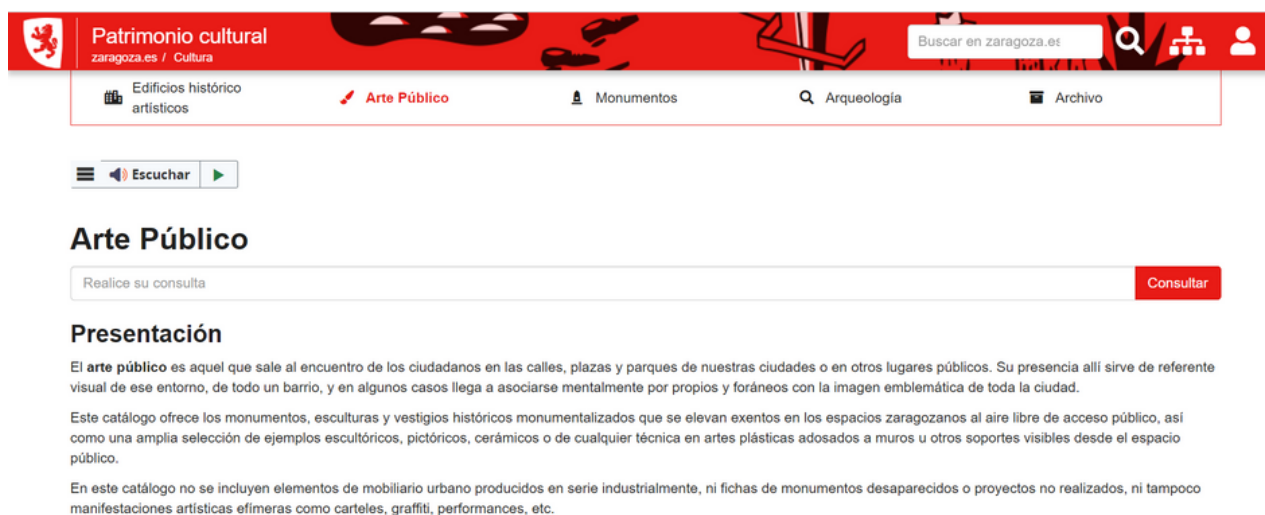 Patrimonio cultural
zaragoza.es / Cultura
Buscar en zaragoza.es
Edificios histórico
artísticos
Arte Público
Monumentos
Arqueología
Archivo
Escuchar
Arte Público
Realice su consulta
Consultar
Presentación
El arte público es aquel que sale al encuentro de los ciudadanos en las calles, plazas y parques de nuestras ciudades o en otros lugares públicos. Su presencia allí sirve de referente
visual de ese entorno, de todo un barrio, y en algunos casos llega a asociarse mentalmente por propios y foráneos con la imagen emblemática de toda la ciudad.
Este catálogo ofrece los monumentos, esculturas y vestigios históricos monumentalizados que se elevan exentos en los espacios zaragozanos al aire libre de acceso público, así
como una amplia selección de ejemplos escultóricos, pictóricos, cerámicos o de cualquier técnica en artes plásticas adosados a muros u otros soportes visibles desde el espacio
público.
En este catálogo no se incluyen elementos de mobiliario urbano producidos en serie industrialmente, ni fichas de monumentos desaparecidos o proyectos no realizados, ni tampoco
manifestaciones artísticas efímeras como carteles, graffiti, performances, etc.